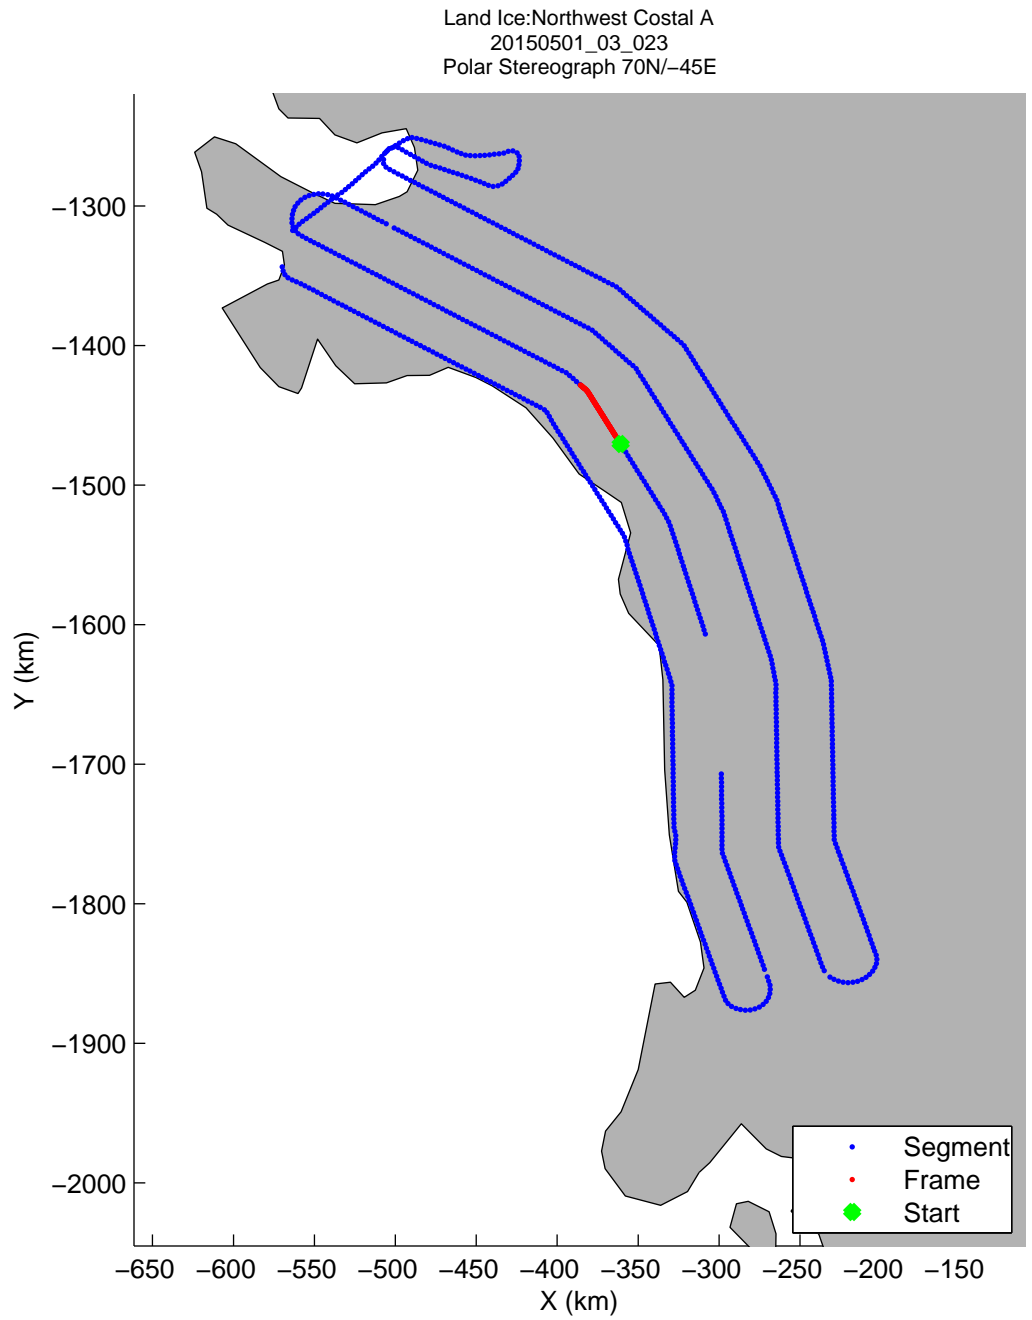 Land Ice:Northwest Costal A
20150501_03_023
Polar Stereograph 70N/−45E
−1300
−1400
−1500
−1600
−1700
−1800
−1900
−2000
Y (km)
Segment
Frame
Start
−650 −600 −550 −500 −450 −400 −350 −300 −250 −200 −150
X (km)